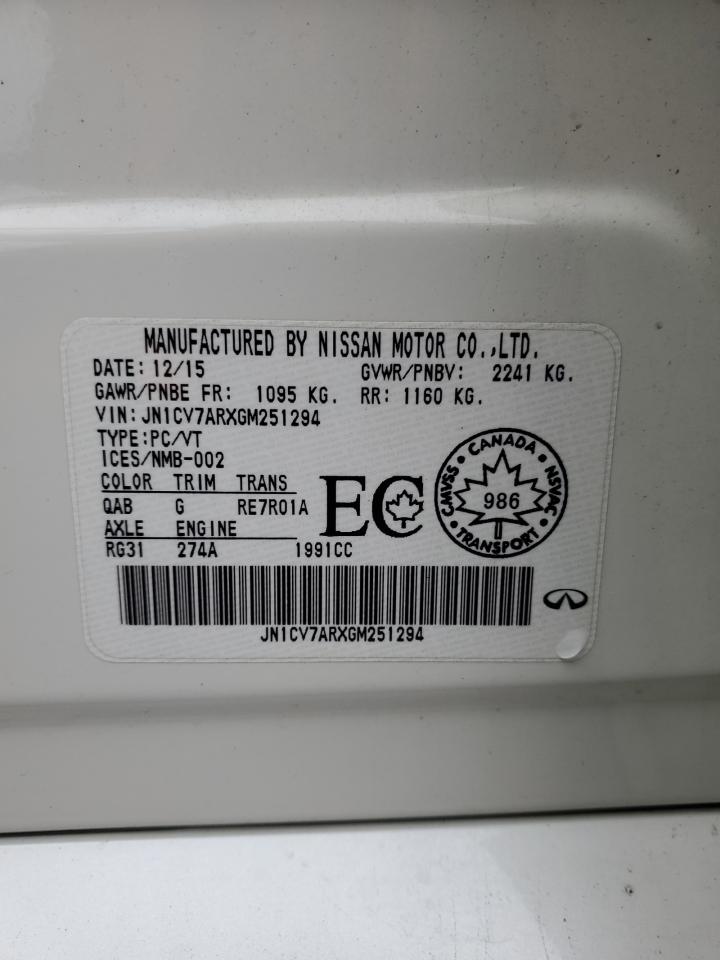 MANUFACTURED BY NISSAN MOTOR CO.,LTD.
DATE: 12/15 GVWR/PNBV: 2241 KG.
GAWR/PNBE FR: 1095 KG. RR: 1160 KG.
VIN: JN1CV7ARXGM251294
TYPE:PC/VT
ICES/NMB-002
COLOR TRIM TRANS
QAB G RE7R01A
AXLE ENGINE
RG31 274A 1991CC
EC
CANADA
CMVSS 986 NSVAC
TRANSPORT
JN1CV7ARXGM251294